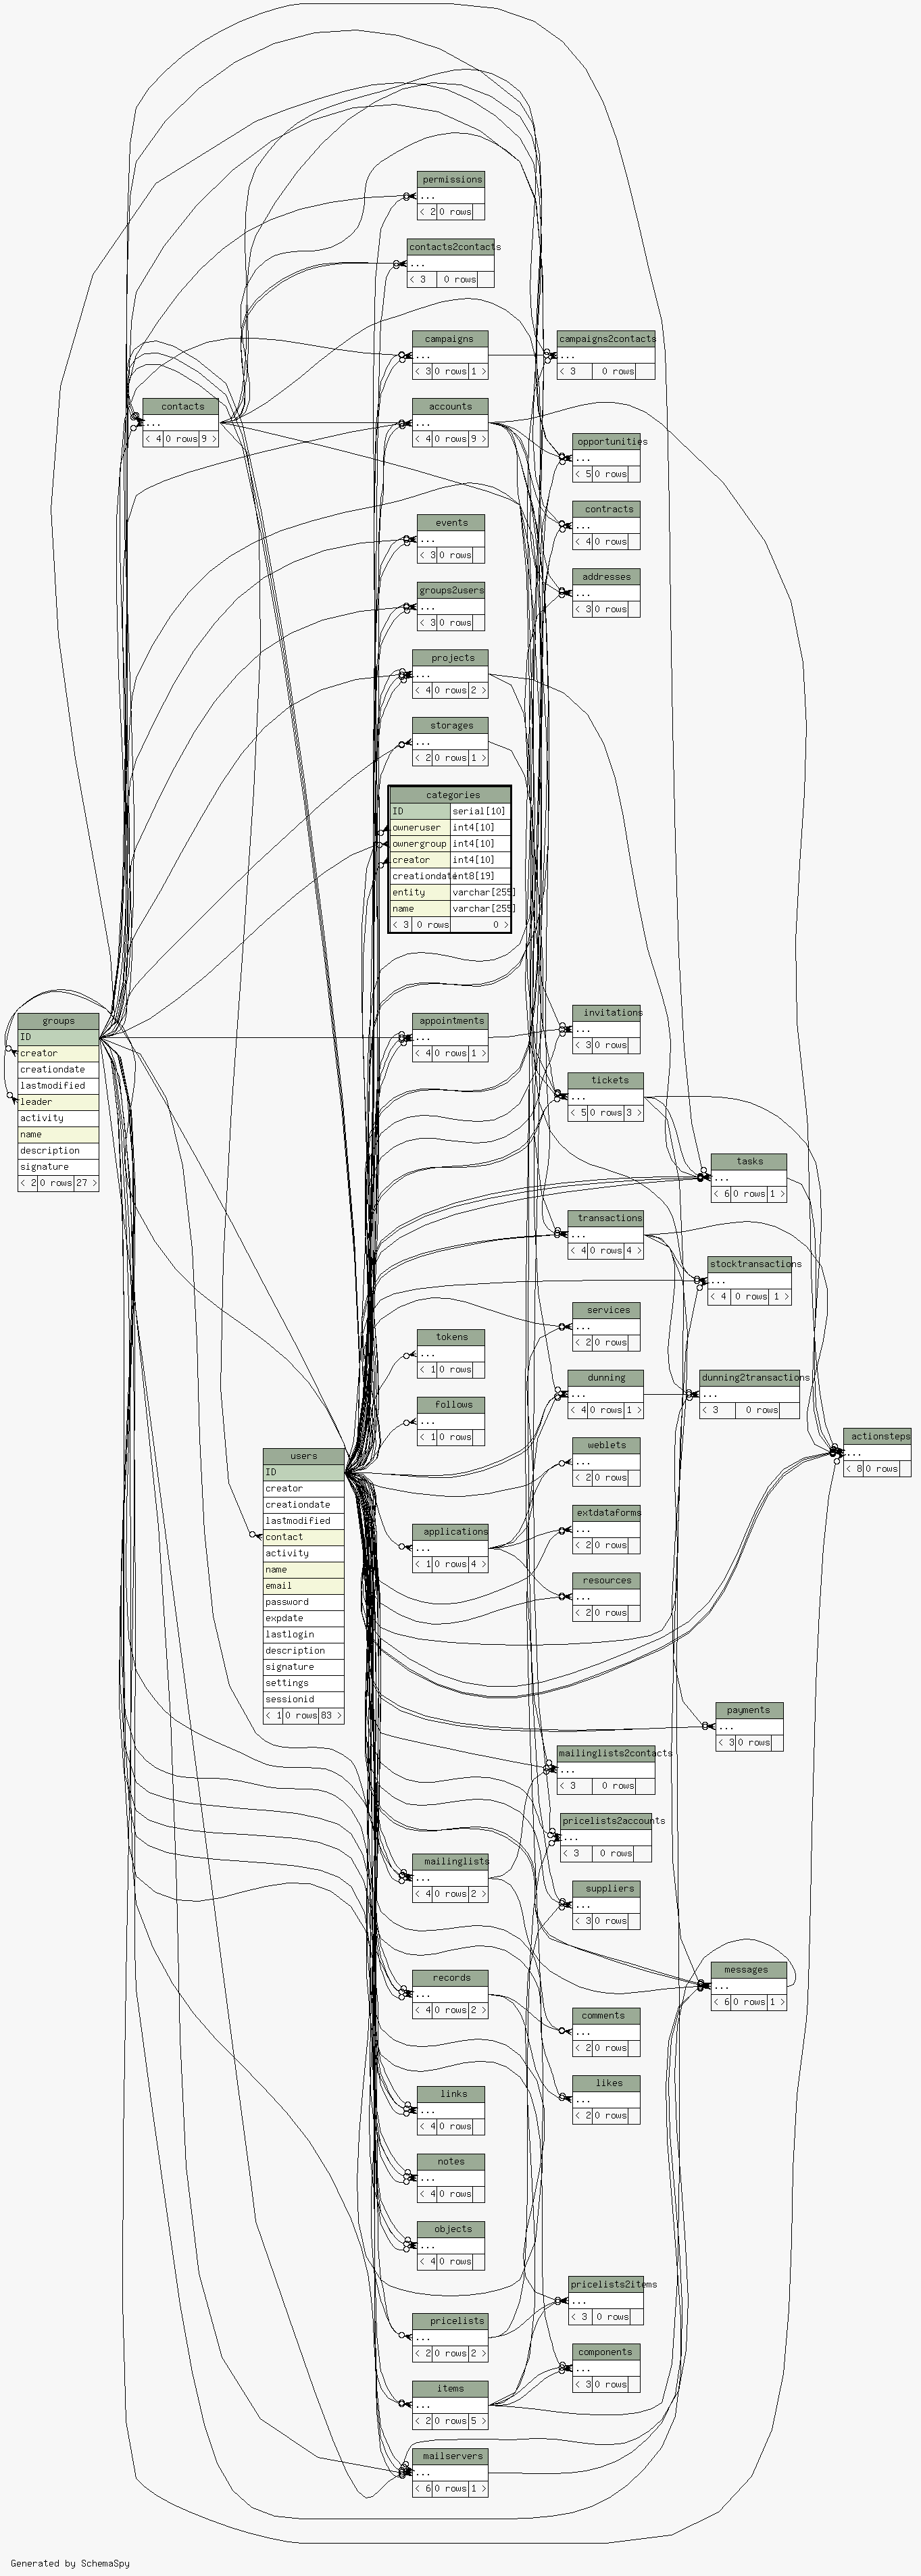 permissions
...
< 2 0 rows
contacts2contacts
...
< 3 0 rows
campaigns
...
< 3 0 rows 1 >
campaigns2contacts
...
< 3 0 rows
contacts
...
< 4 0 rows 9 >
accounts
...
< 4 0 rows 9 >
opportunities
...
< 5 0 rows
contracts
...
< 4 0 rows
events
...
< 3 0 rows
addresses
...
< 3 0 rows
groups2users
...
< 3 0 rows
projects
...
< 4 0 rows 2 >
storages
...
< 2 0 rows 1 >
categories
ID serial[10]
owneruser int4[10]
ownergroup int4[10]
creator int4[10]
creationdate int8[19]
entity varchar[255]
name varchar[255]
< 3 0 rows 0 >
groups
ID
creator
creationdate
lastmodified
leader
activity
name
description
signature
< 2 0 rows 27 >
appointments
...
< 4 0 rows 1 >
invitations
...
< 3 0 rows
tickets
...
< 5 0 rows 3 >
tasks
...
< 6 0 rows 1 >
transactions
...
< 4 0 rows 4 >
stocktransactions
...
< 4 0 rows 1 >
services
...
< 2 0 rows
tokens
...
< 1 0 rows
dunning
...
< 4 0 rows 1 >
dunning2transactions
...
< 3 0 rows
follows
...
< 1 0 rows
actionsteps
...
< 8 0 rows
weblets
...
< 2 0 rows
users
ID
creator
creationdate
lastmodified
contact
activity
name
email
password
expdate
lastlogin
description
signature
settings
sessionid
< 1 0 rows 83 >
extdataforms
...
< 2 0 rows
applications
...
< 1 0 rows 4 >
resources
...
< 2 0 rows
payments
...
< 3 0 rows
mailinglists2contacts
...
< 3 0 rows
pricelists2accounts
...
< 3 0 rows
mailinglists
...
< 4 0 rows 2 >
suppliers
...
< 3 0 rows
messages
...
< 6 0 rows 1 >
records
...
< 4 0 rows 2 >
comments
...
< 2 0 rows
likes
...
< 2 0 rows
links
...
< 4 0 rows
notes
...
< 4 0 rows
objects
...
< 4 0 rows
pricelists2items
...
< 3 0 rows
pricelists
...
< 2 0 rows 2 >
components
...
< 3 0 rows
items
...
< 2 0 rows 5 >
mailservers
...
< 6 0 rows 1 >
Generated by SchemaSpy